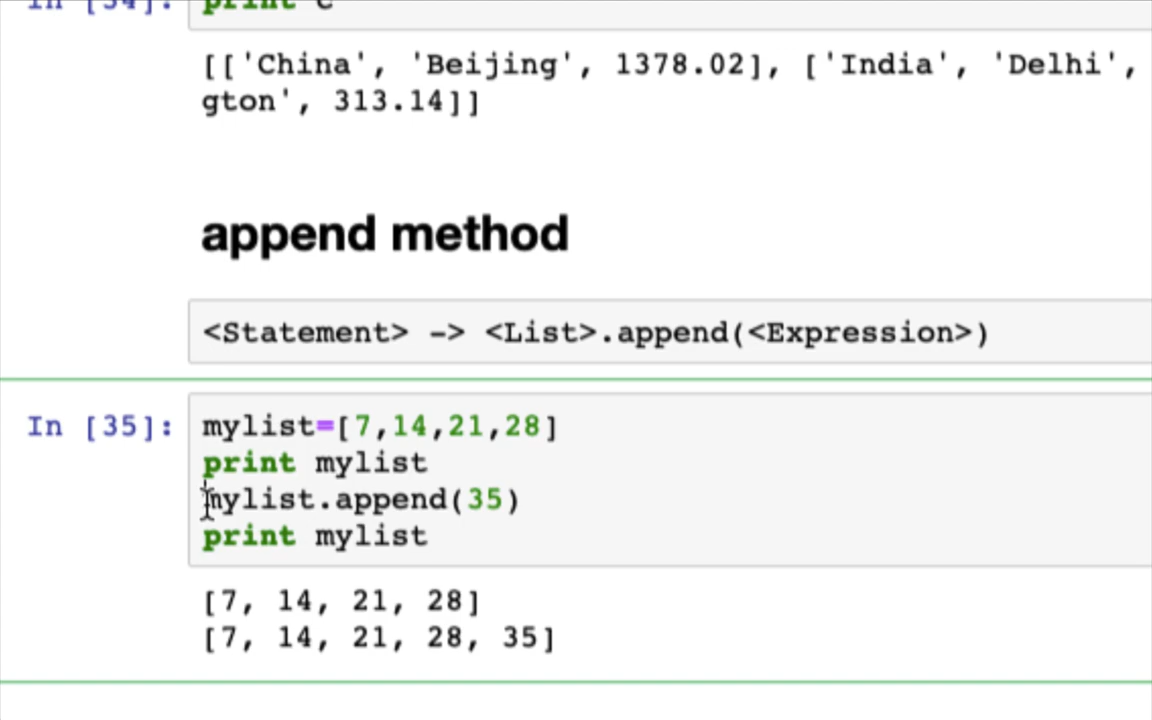 In [34]:
print c
[['China', 'Beijing', 1378.02], ['India', 'Delhi',
gton', 313.14]]
append method
<Statement> -> <List>.append(<Expression>)
In [35]:
mylist=[7,14,21,28]
print mylist
mylist.append(35)
print mylist
[7, 14, 21, 28]
[7, 14, 21, 28, 35]